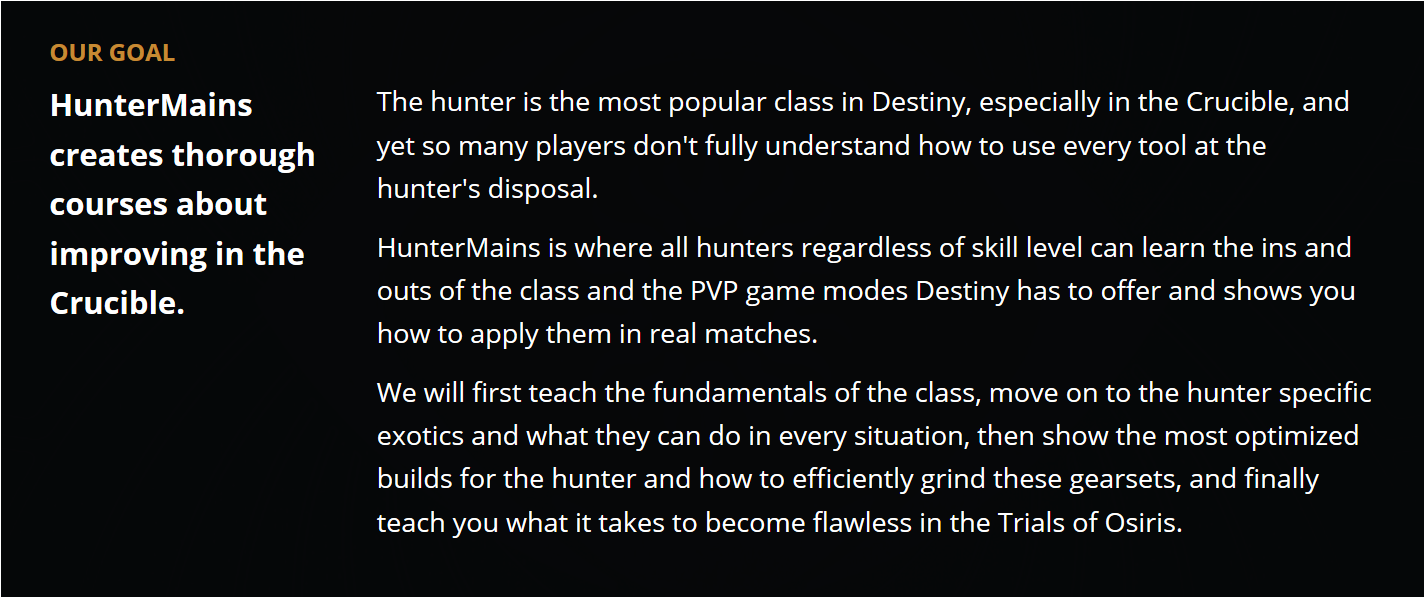 OUR GOAL
HunterMains
creates thorough
courses about
improving in the
Crucible.
The hunter is the most popular class in Destiny, especially in the Crucible, and
yet so many players don't fully understand how to use every tool at the
hunter's disposal.
HunterMains is where all hunters regardless of skill level can learn the ins and
outs of the class and the PVP game modes Destiny has to offer and shows you
how to apply them in real matches.
We will first teach the fundamentals of the class, move on to the hunter specific
exotics and what they can do in every situation, then show the most optimized
builds for the hunter and how to efficiently grind these gearsets, and finally
teach you what it takes to become flawless in the Trials of Osiris.